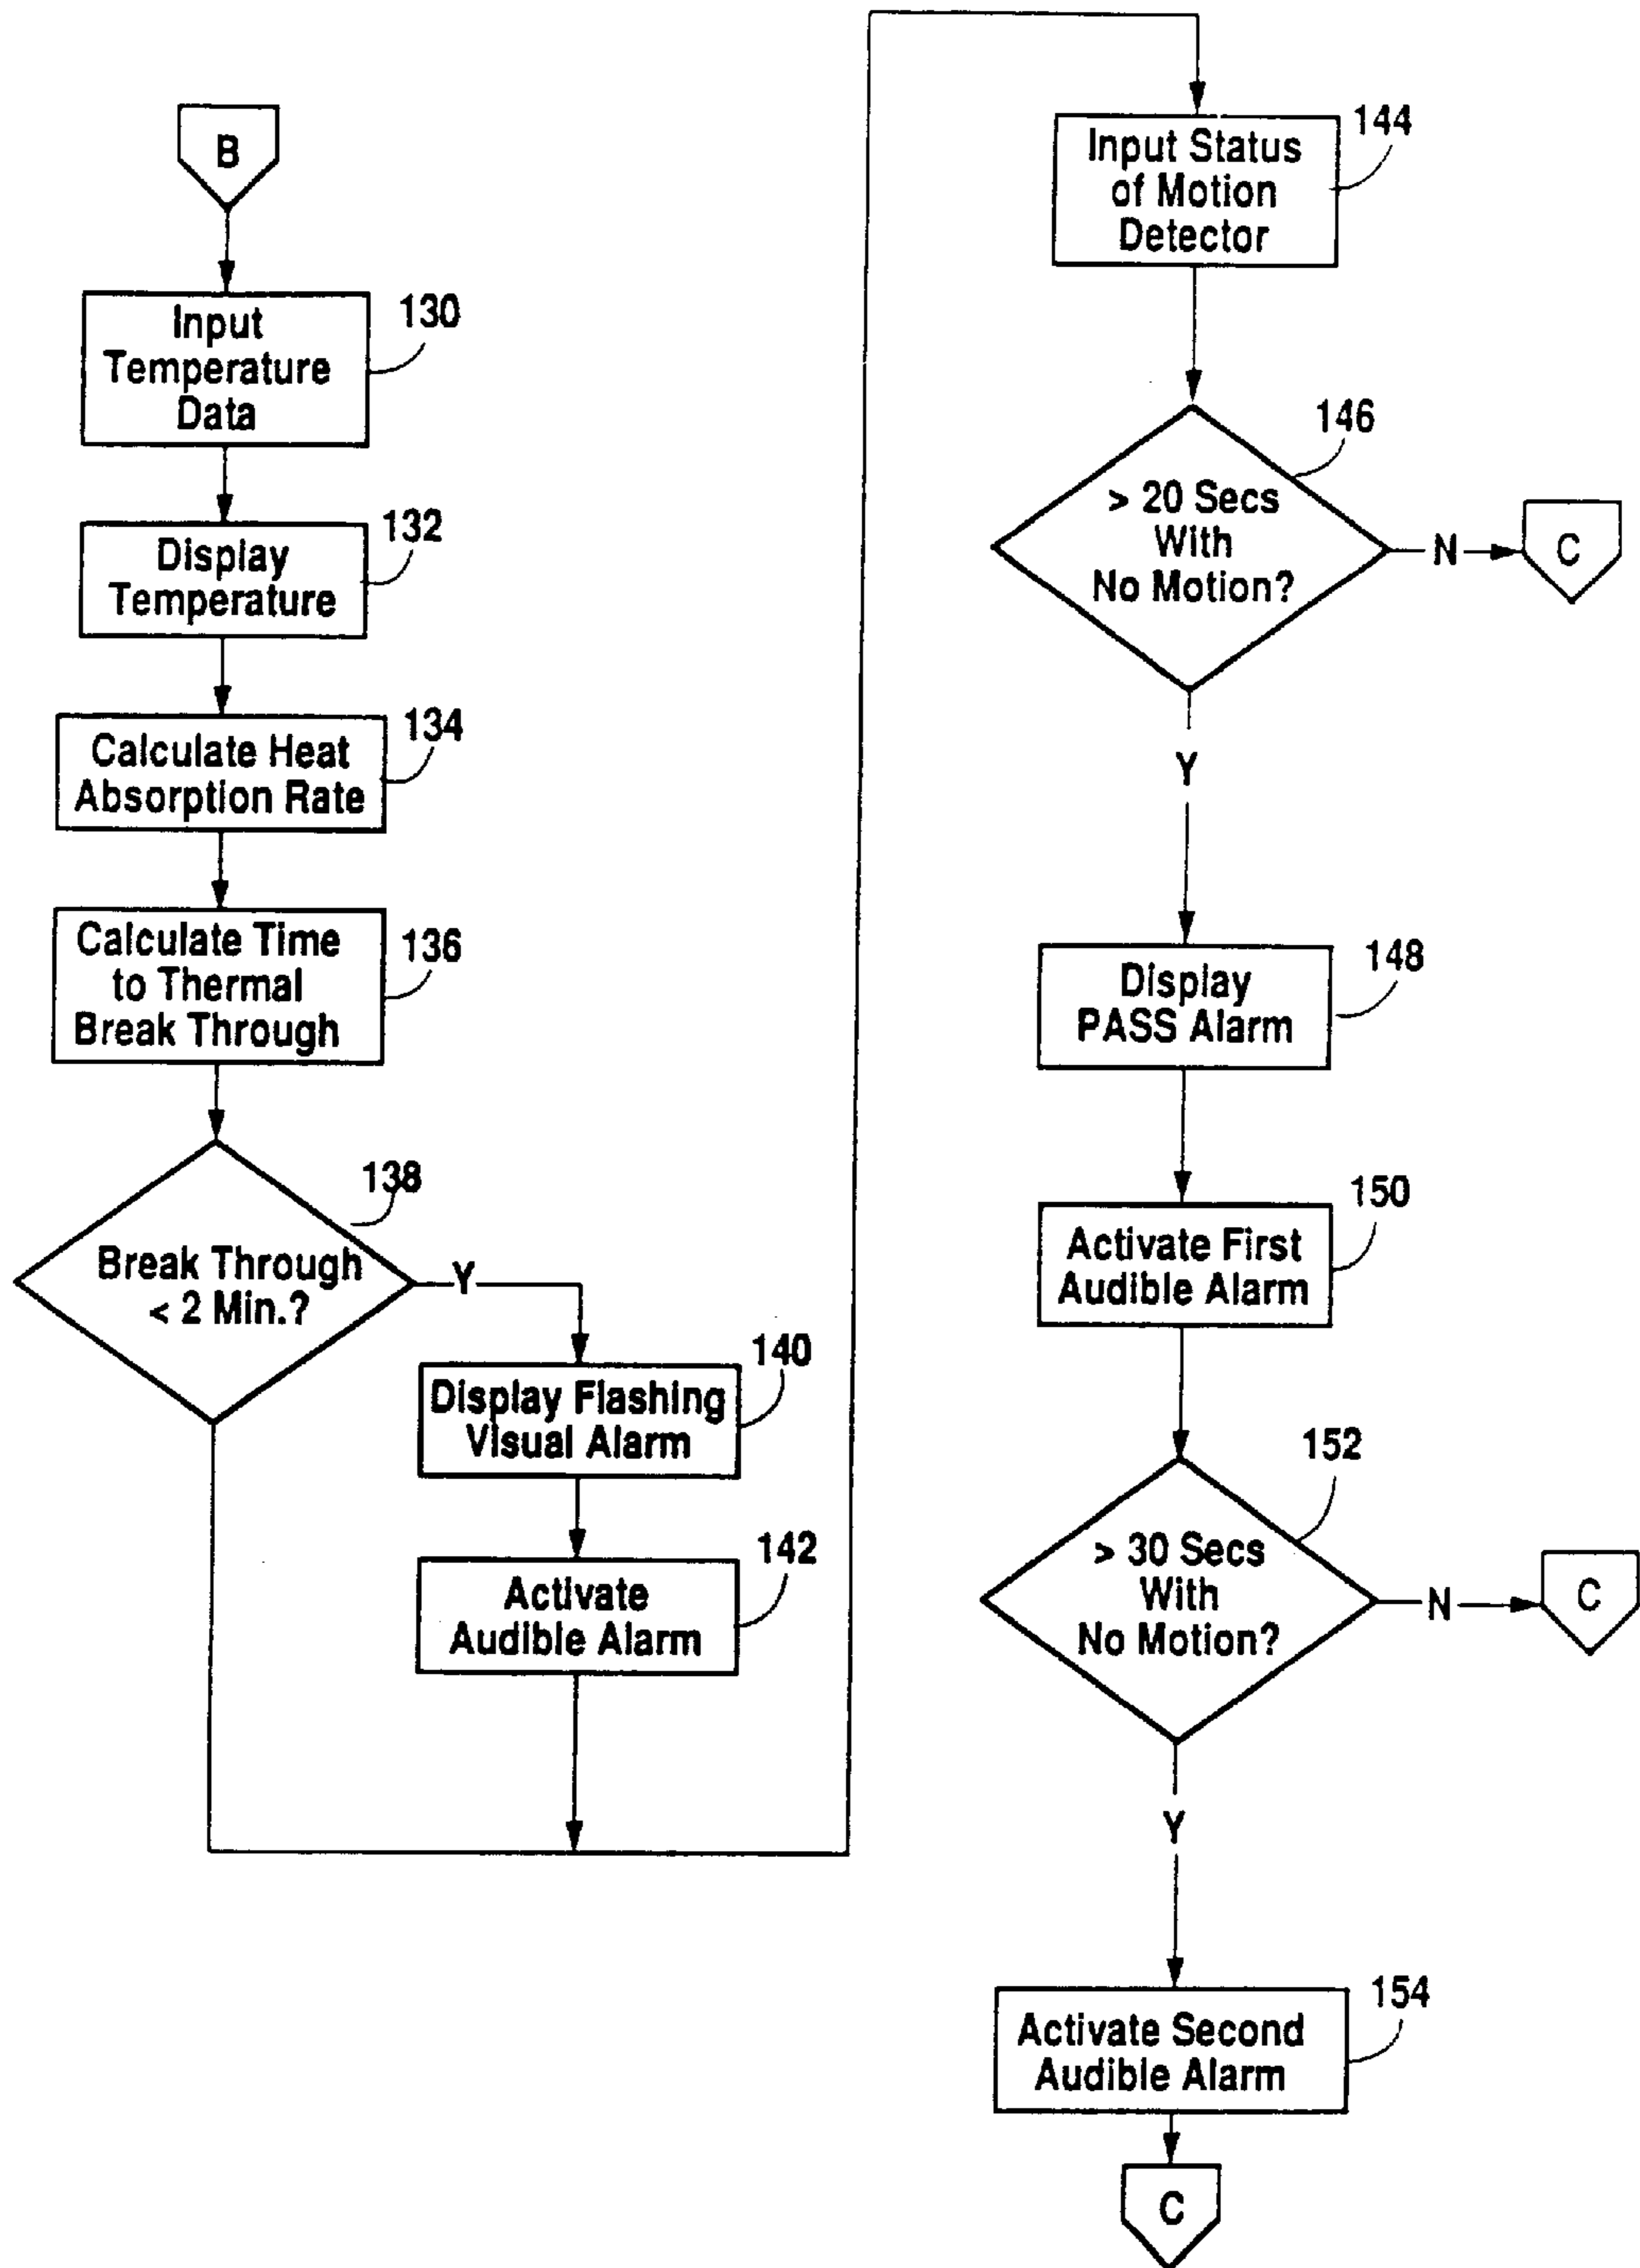 B
Input
Temperature
Data
130
Display
Temperature
132
Calculate Heat
Absorption Rate
134
Calculate Time
to Thermal
Break Through
136
Break Through
< 2 Min.?
138
Y
Display Flashing
Visual Alarm
140
Activate
Audible Alarm
142
Input Status
of Motion
Detector
144
> 20 Secs
With
No Motion?
146
N
C
Y
Display
PASS Alarm
148
Activate First
Audible Alarm
150
> 30 Secs
With
No Motion?
152
N
C
Y
Activate Second
Audible Alarm
154
C